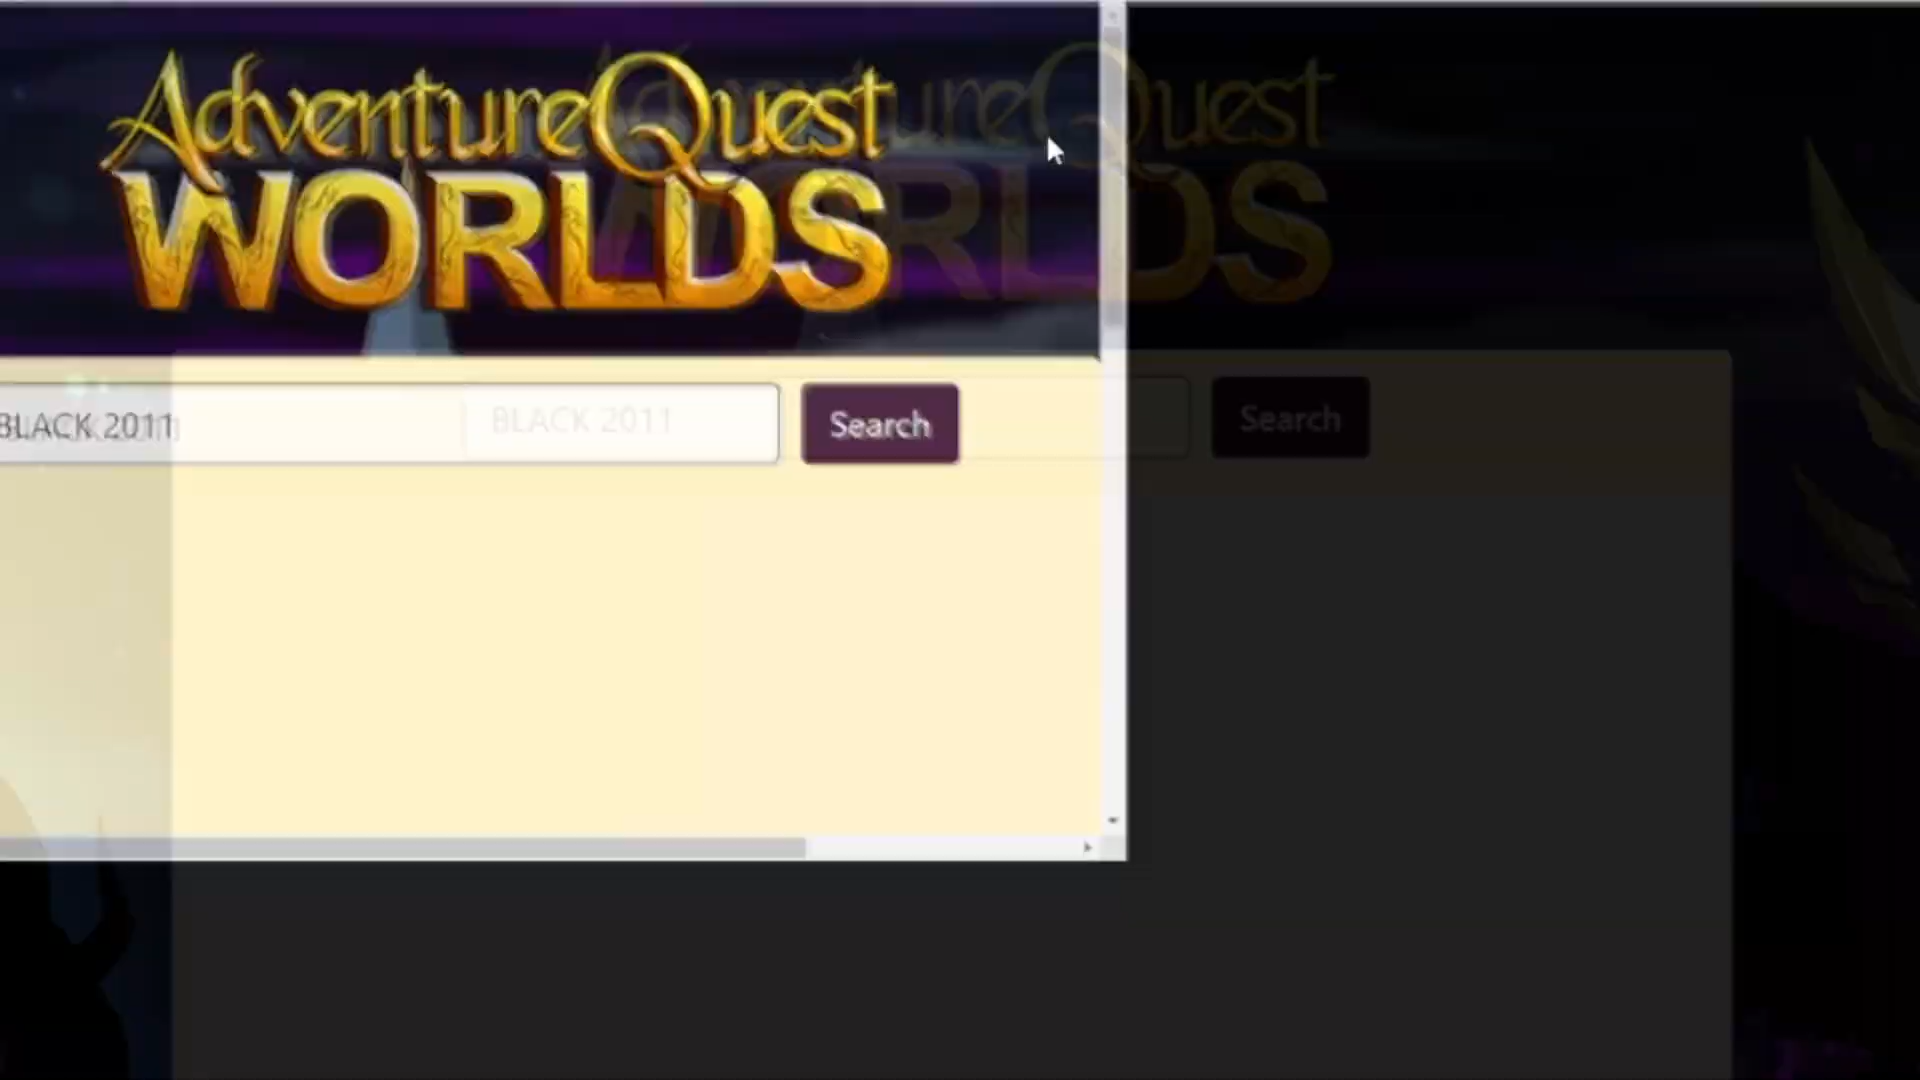 AdventureQuest
WORLDS
BLACK 2011
Search
BLACK 2011
Search